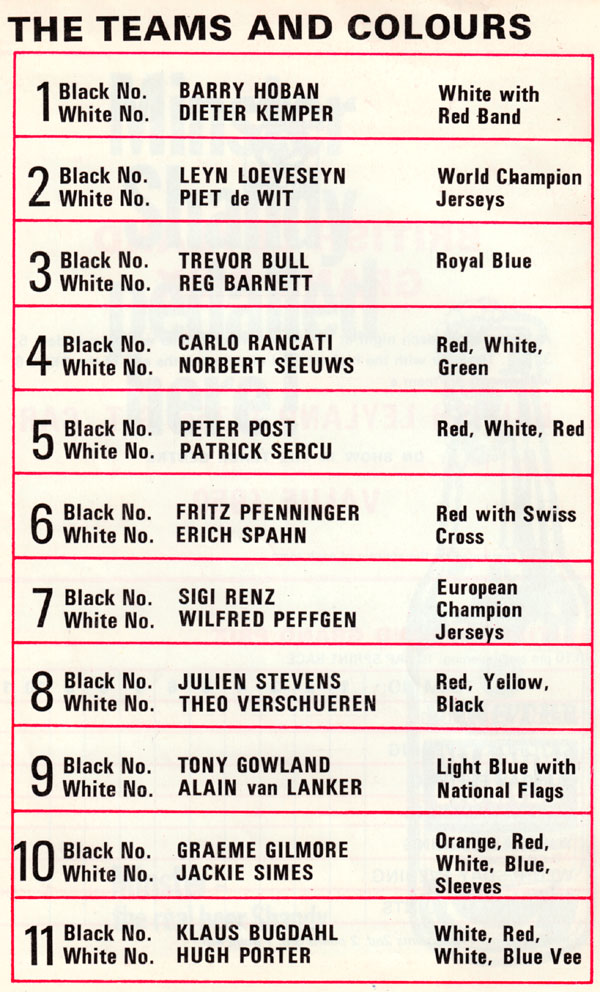 THE TEAMS AND COLOURS
1 Black No. BARRY HOBAN White with
White No. DIETER KEMPER Red Band
2 Black No. LEYN LOEVESEYN World Champion
White No. PIET de WIT Jerseys
3 Black No. TREVOR BULL Royal Blue
White No. REG BARNETT
4 Black No. CARLO RANCATI Red, White,
White No. NORBERT SEEUWS Green
5 Black No. PETER POST Red, White, Red
White No. PATRICK SERCU
6 Black No. FRITZ PFENNINGER Red with Swiss
White No. ERICH SPAHN Cross
7 Black No. SIGI RENZ European
White No. WILFRED PEFFGEN Champion
Jerseys
8 Black No. JULIEN STEVENS Red, Yellow,
White No. THEO VERSCHUEREN Black
9 Black No. TONY GOWLAND Light Blue with
White No. ALAIN van LANKER National Flags
10 Black No. GRAEME GILMORE Orange, Red,
White No. JACKIE SIMES White, Blue,
Sleeves
11 Black No. KLAUS BUGDAHL White, Red,
White No. HUGH PORTER White, Blue Vee